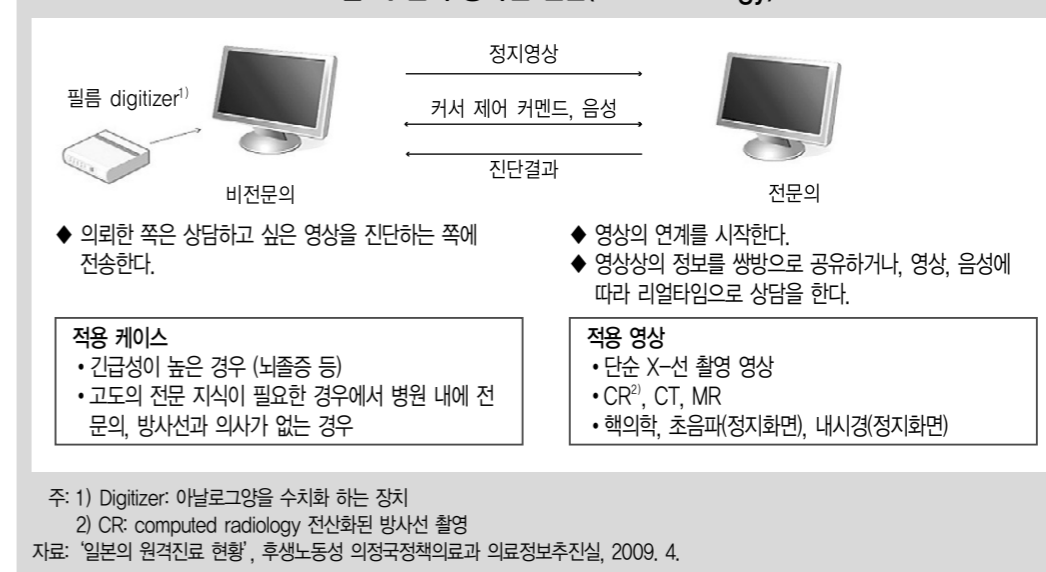 정지영상
필름 digitizer1)
커서 제어 커멘드, 음성
진단결과
비전문의
전문의
◆ 의뢰한 쪽은 상담하고 싶은 영상을 진단하는 쪽에
전송한다.
◆ 영상의 연계를 시작한다.
◆ 영상상의 정보를 쌍방으로 공유하거나, 영상, 음성에
따라 리얼타임으로 상담을 한다.
적용 케이스
•긴급성이 높은 경우 (뇌졸증 등)
•고도의 전문 지식이 필요한 경우에서 병원 내에 전
문의, 방사선과 의사가 없는 경우
적용 영상
•단순 X-선 촬영 영상
•CR2), CT, MR
•핵의학, 초음파(정지화면), 내시경(정지화면)
주: 1) Digitizer: 아날로그양을 수치화 하는 장치
2) CR: computed radiology 전산화된 방사선 촬영
자료: ‘일본의 원격진료 현황’, 후생노동성 의정국정책의료과 의료정보추진실, 2009. 4.